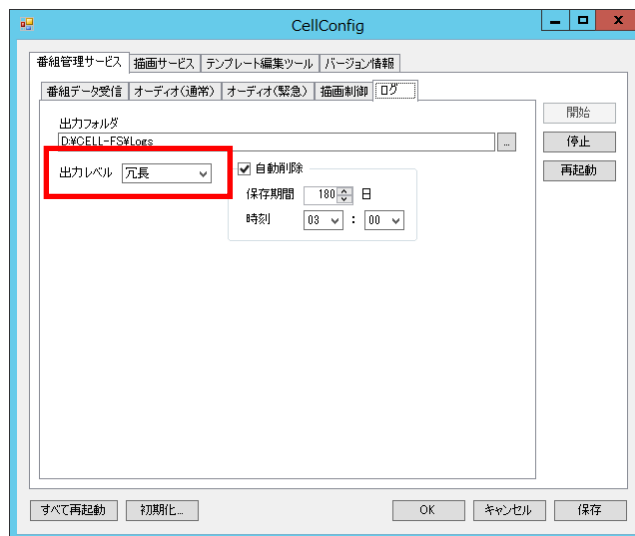 CellConfig
番組管理サービス 描画サービス テンプレート編集ツール バージョン情報
番組データ受信 オーディオ(通常) オーディオ(緊急) 描画制御 ログ
出力フォルダ
D:¥CELL-FS¥Logs ...
出力レベル 冗長
自動削除
保存期間 180 日
時刻 03 : 00
開始
停止
再起動
すべて再起動 初期化... OK キャンセル 保存